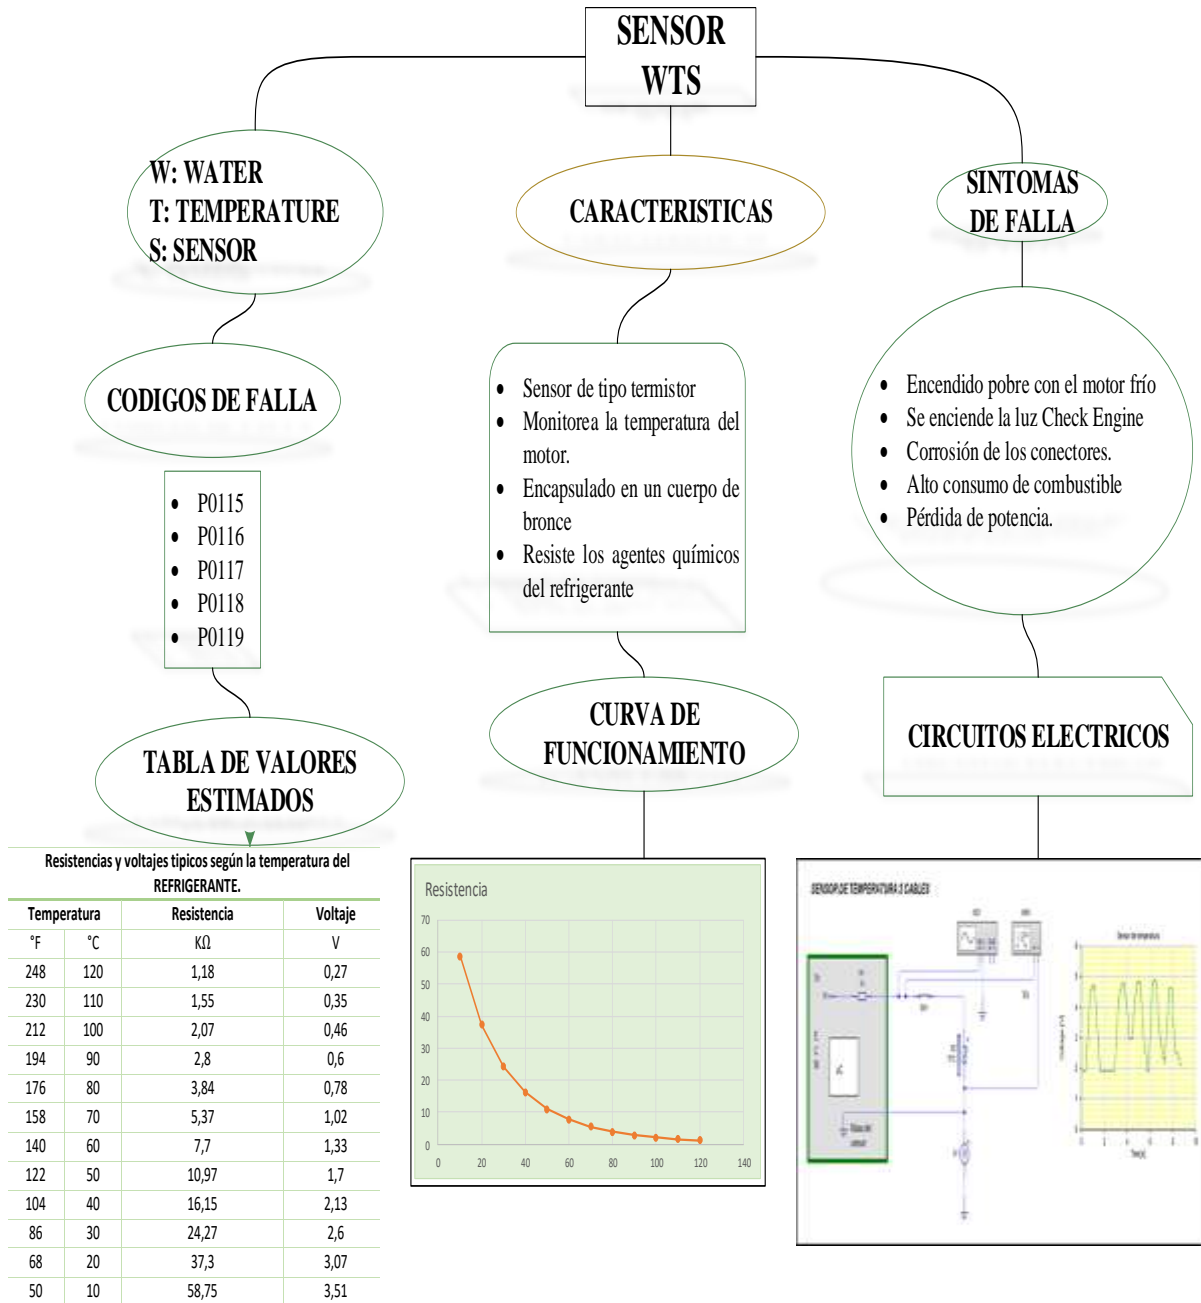 SENSOR
WTS
W: WATER
T: TEMPERATURE
S: SENSOR
CARACTERISTICAS
SINTOMAS
DE FALLA
CODIGOS DE FALLA
• Sensor de tipo termistor
• Monitorea la temperatura del
motor.
• Encapsulado en un cuerpo de
bronce
• Resiste los agentes químicos
del refrigerante
• Encendido pobre con el motor frío
• Se enciende la luz Check Engine
• Corrosión de los conectores.
• Alto consumo de combustible
• Pérdida de potencia.
• P0115
• P0116
• P0117
• P0118
• P0119
TABLA DE VALORES
ESTIMADOS
CURVA DE
FUNCIONAMIENTO
CIRCUITOS ELECTRICOS
Resistencias y voltajes tipicos según la temperatura del
REFRIGERANTE.
Temperatura Resistencia Voltaje
°F °C KΩ V
248 120 1,18 0,27
230 110 1,55 0,35
212 100 2,07 0,46
194 90 2,8 0,6
176 80 3,84 0,78
158 70 5,37 1,02
140 60 7,7 1,33
122 50 10,97 1,7
104 40 16,15 2,13
86 30 24,27 2,6
68 20 37,3 3,07
50 10 58,75 3,51
Resistencia
70
60
50
40
30
20
10
0
0 20 40 60 80 100 120 140
SENSOR DE TEMPERATURA 2 CABLES
Sensor de temperatura